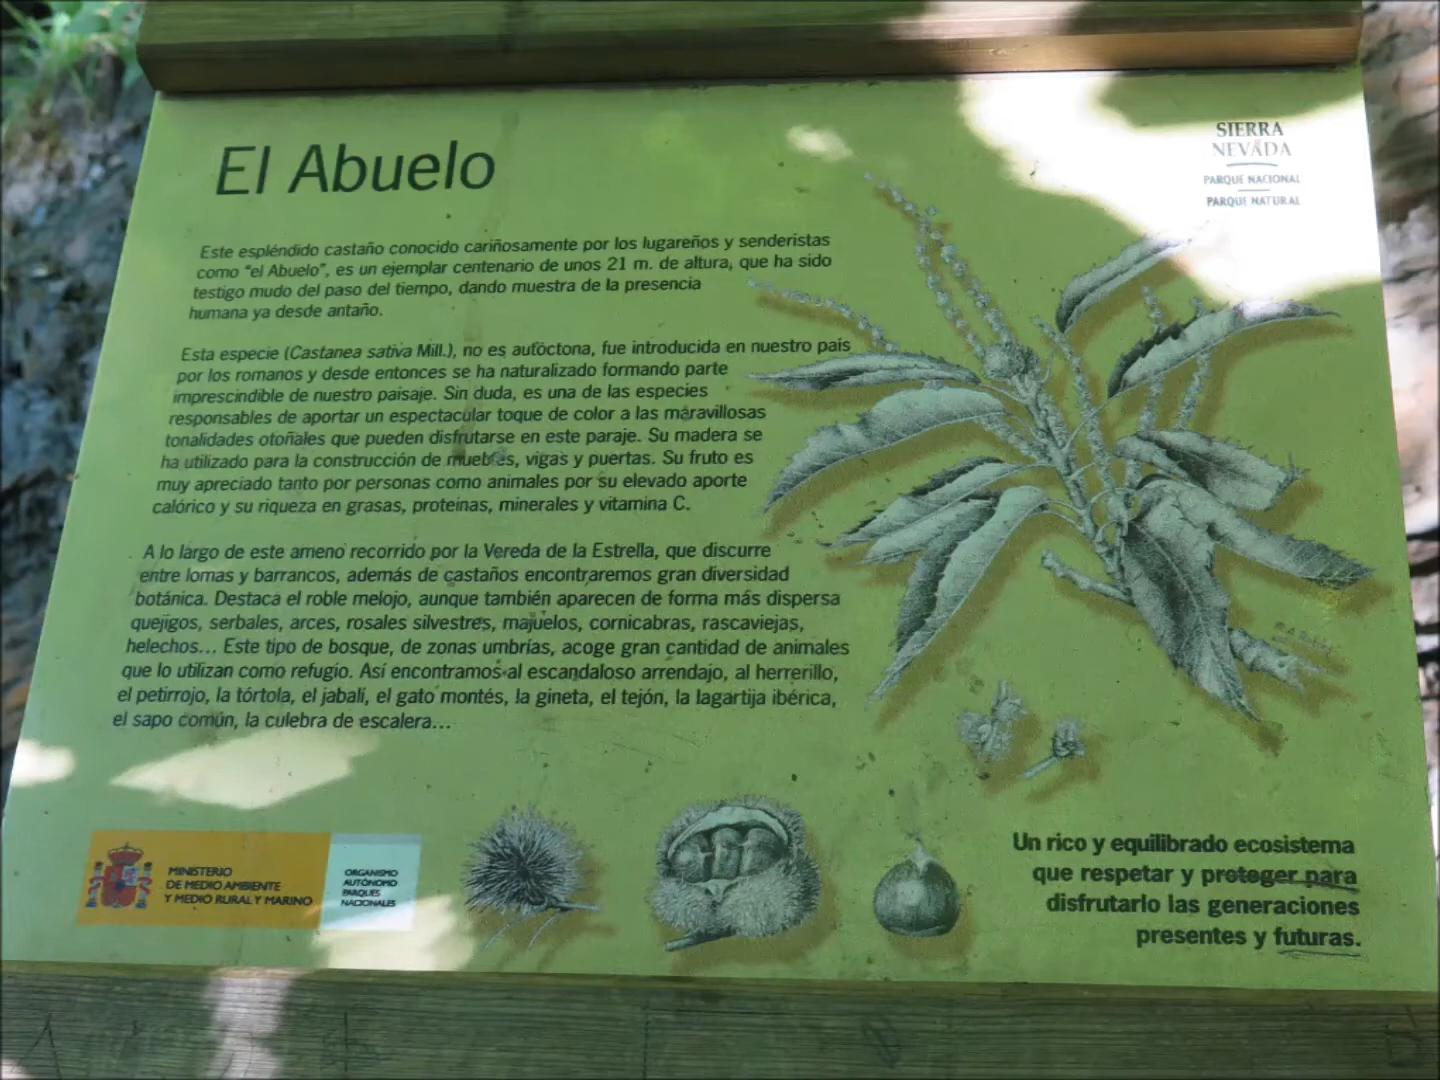 El Abuelo
SIERRA
NEVADA
PARQUE NACIONAL
PARQUE NATURAL
Este espléndido castaño conocido cariñosamente por los lugareños y senderistas
como "el Abuelo", es un ejemplar centenario de unos 21 m. de altura, que ha sido
testigo mudo del paso del tiempo, dando muestra de la presencia
humana ya desde antaño.
Esta especie (Castanea sativa Mill.), no es autóctona, fue introducida en nuestro país
por los romanos y desde entonces se ha naturalizado formando parte
imprescindible de nuestro paisaje. Sin duda, es una de las especies
responsables de aportar un espectacular toque de color a las maravillosas
tonalidades otoñales que pueden disfrutarse en este paraje. Su madera se
ha utilizado para la construcción de muebles, vigas y puertas. Su fruto es
muy apreciado tanto por personas como animales por su elevado aporte
calórico y su riqueza en grasas, proteinas, minerales y vitamina C.
A lo largo de este ameno recorrido por la Vereda de la Estrella, que discurre
entre lomas y barrancos, además de castaños encontraremos gran diversidad
botánica. Destaca el roble melojo, aunque también aparecen de forma más dispersa
quejigos, serbales, arces, rosales silvestres, majuelos, cornicabras, rascaviejas,
helechos... Este tipo de bosque, de zonas umbrías, acoge gran cantidad de animales
que lo utilizan como refugio. Así encontramos al escandaloso arrendajo, al herrerillo,
el petirrojo, la tórtola, el jabalí, el gato montés, la gineta, el tejón, la lagartija ibérica,
el sapo común, la culebra de escalera...
MINISTERIO
DE MEDIO AMBIENTE
Y MEDIO RURAL Y MARINO
ORGANISMO
AUTÓNOMO
PARQUES
NACIONALES
Un rico y equilibrado ecosistema
que respetar y proteger para
disfrutarlo las generaciones
presentes y futuras.